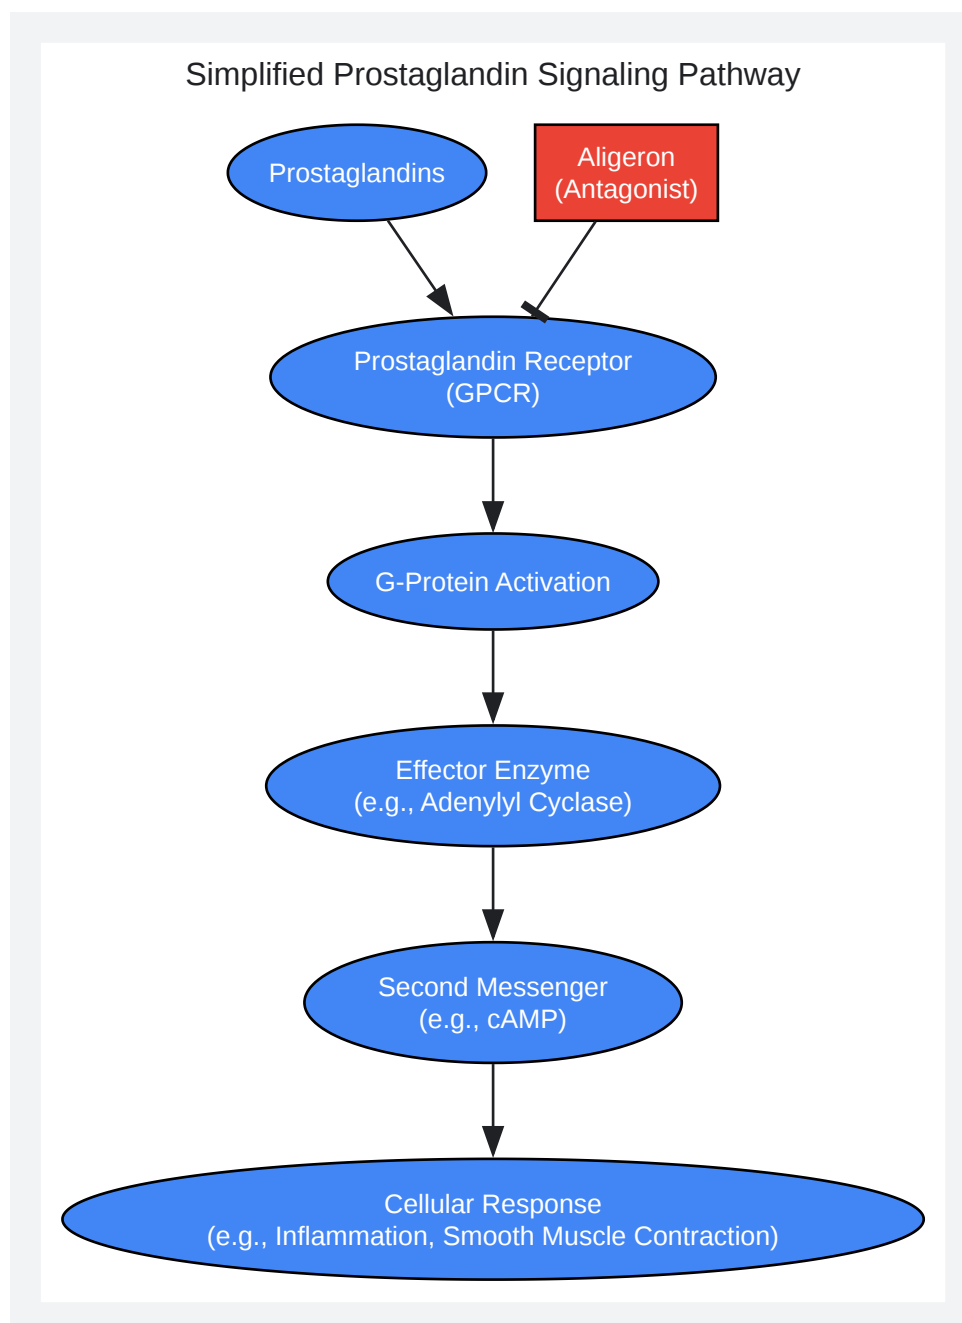 Simplified Prostaglandin Signaling Pathway
Prostaglandins
Aligeron
(Antagonist)
Prostaglandin Receptor
(GPCR)
G-Protein Activation
Effector Enzyme
(e.g., Adenylyl Cyclase)
Second Messenger
(e.g., cAMP)
Cellular Response
(e.g., Inflammation, Smooth Muscle Contraction)